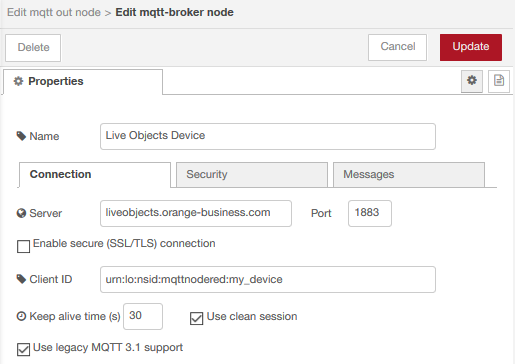 Edit mqtt out node > Edit mqtt-broker node
Delete Cancel Update
Properties
Name Live Objects Device
Connection Security Messages
Server liveobjects.orange-business.com Port 1883
Enable secure (SSL/TLS) connection
Client ID urn:lo:nsid:mqttnodered:my_device
Keep alive time (s) 30 Use clean session
Use legacy MQTT 3.1 support